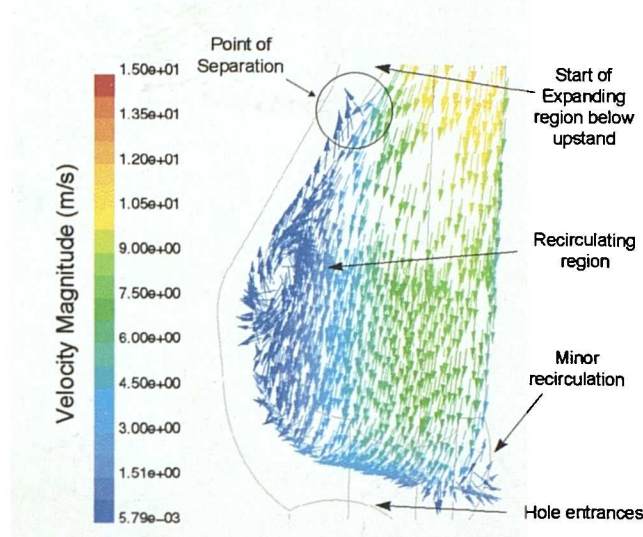 Point of
Separation
Start of
Expanding
region below
upstand
Recirculating
region
Minor
recirculation
Hole entrances
Velocity Magnitude (m/s)
1.50e+01
1.35e+01
1.20e+01
1.05e+01
9.00e+00
7.50e+00
6.00e+00
4.50e+00
3.00e+00
1.51e+00
5.79e-03